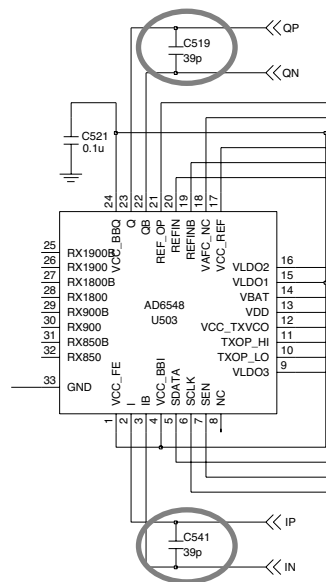 QP
C519
39p
QN
C521
0.1u
24 23 22 21 20 19 18 17
VCC_BBQ
Q
QB
REF_OP
REFIN
REFINB
VAFC_NC
VCC_REF
25 RX1900B
26 RX1900
27 RX1800B
28 RX1800
29 RX900B
30 RX900
31 RX850B
32 RX850
33 GND
AD6548
U503
VLDO2 16
VLDO1 15
VBAT 14
VDD 13
VCC_TXVCO 12
TXOP_HI 11
TXOP_LO 10
VLDO3 9
VCC_FE
I
IB
VCC_BBI
SDATA
SCLK
SEN
NC
1 2 3 4 5 6 7 8
IP
C541
39p
IN